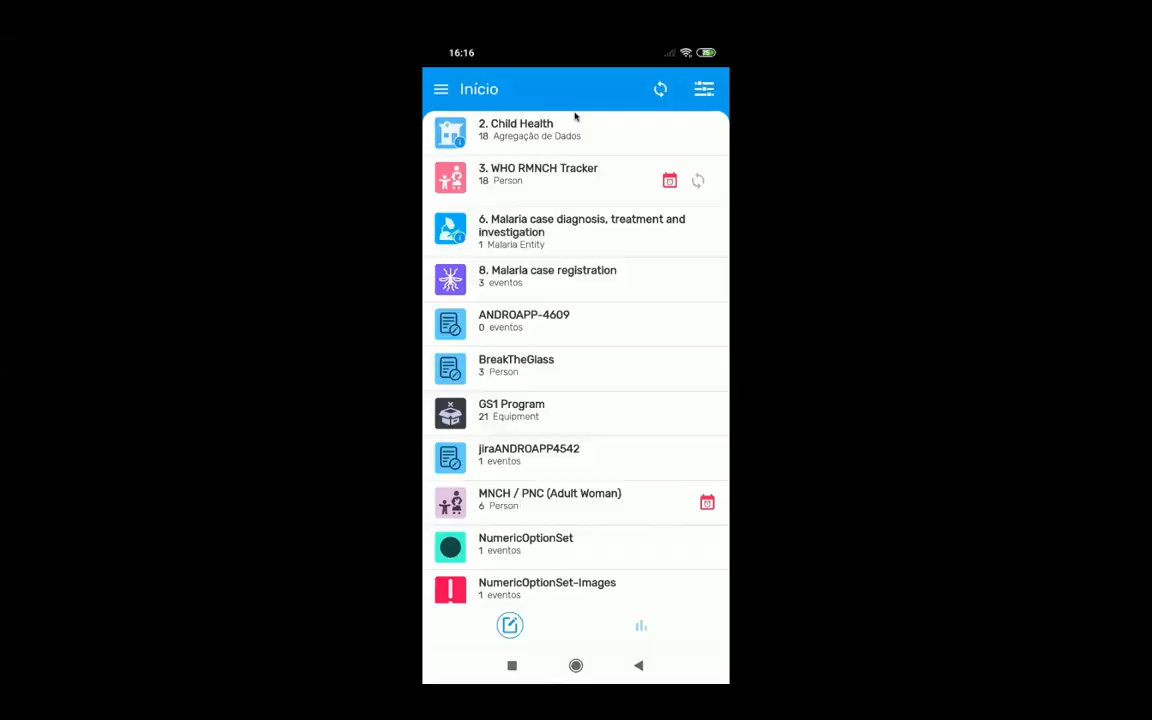 16:16
Início
2. Child Health
18 Agregação de Dados
3. WHO RMNCH Tracker
18 Person
6. Malaria case diagnosis, treatment and
investigation
1 Malaria Entity
8. Malaria case registration
3 eventos
ANDROAPP-4609
0 eventos
BreakTheGlass
3 Person
GS1 Program
21 Equipment
jiraANDROAPP4542
1 eventos
MNCH / PNC (Adult Woman)
6 Person
NumericOptionSet
1 eventos
NumericOptionSet-Images
1 eventos